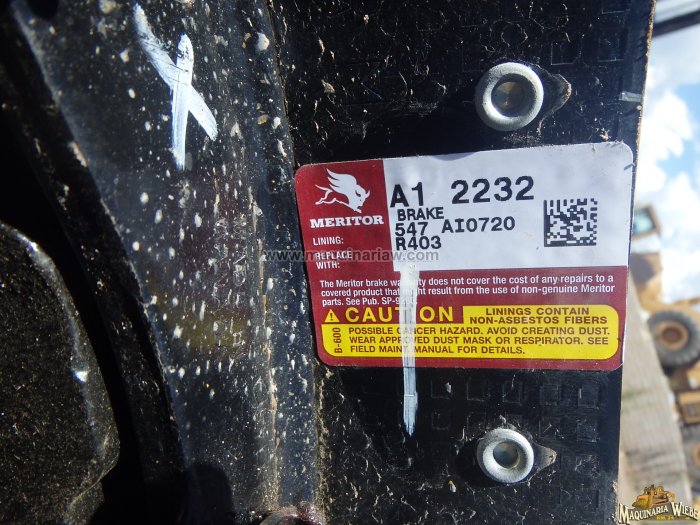 A1 2232
MERITOR
BRAKE
LINING: 547 AI0720
REPLACE WITH: R403
www.maquinariaw.com
The Meritor brake warranty does not cover the cost of any repairs to a
covered product that might result from the use of non-genuine Meritor
parts. See Pub.
CAUTION
LININGS CONTAIN
NON-ASBESTOS FIBERS
B-600
POSSIBLE CANCER HAZARD. AVOID CREATING DUST.
WEAR APPROVED DUST MASK OR RESPIRATOR. SEE
FIELD MAINT. MANUAL FOR DETAILS.
MAQUINARIA WIEBE